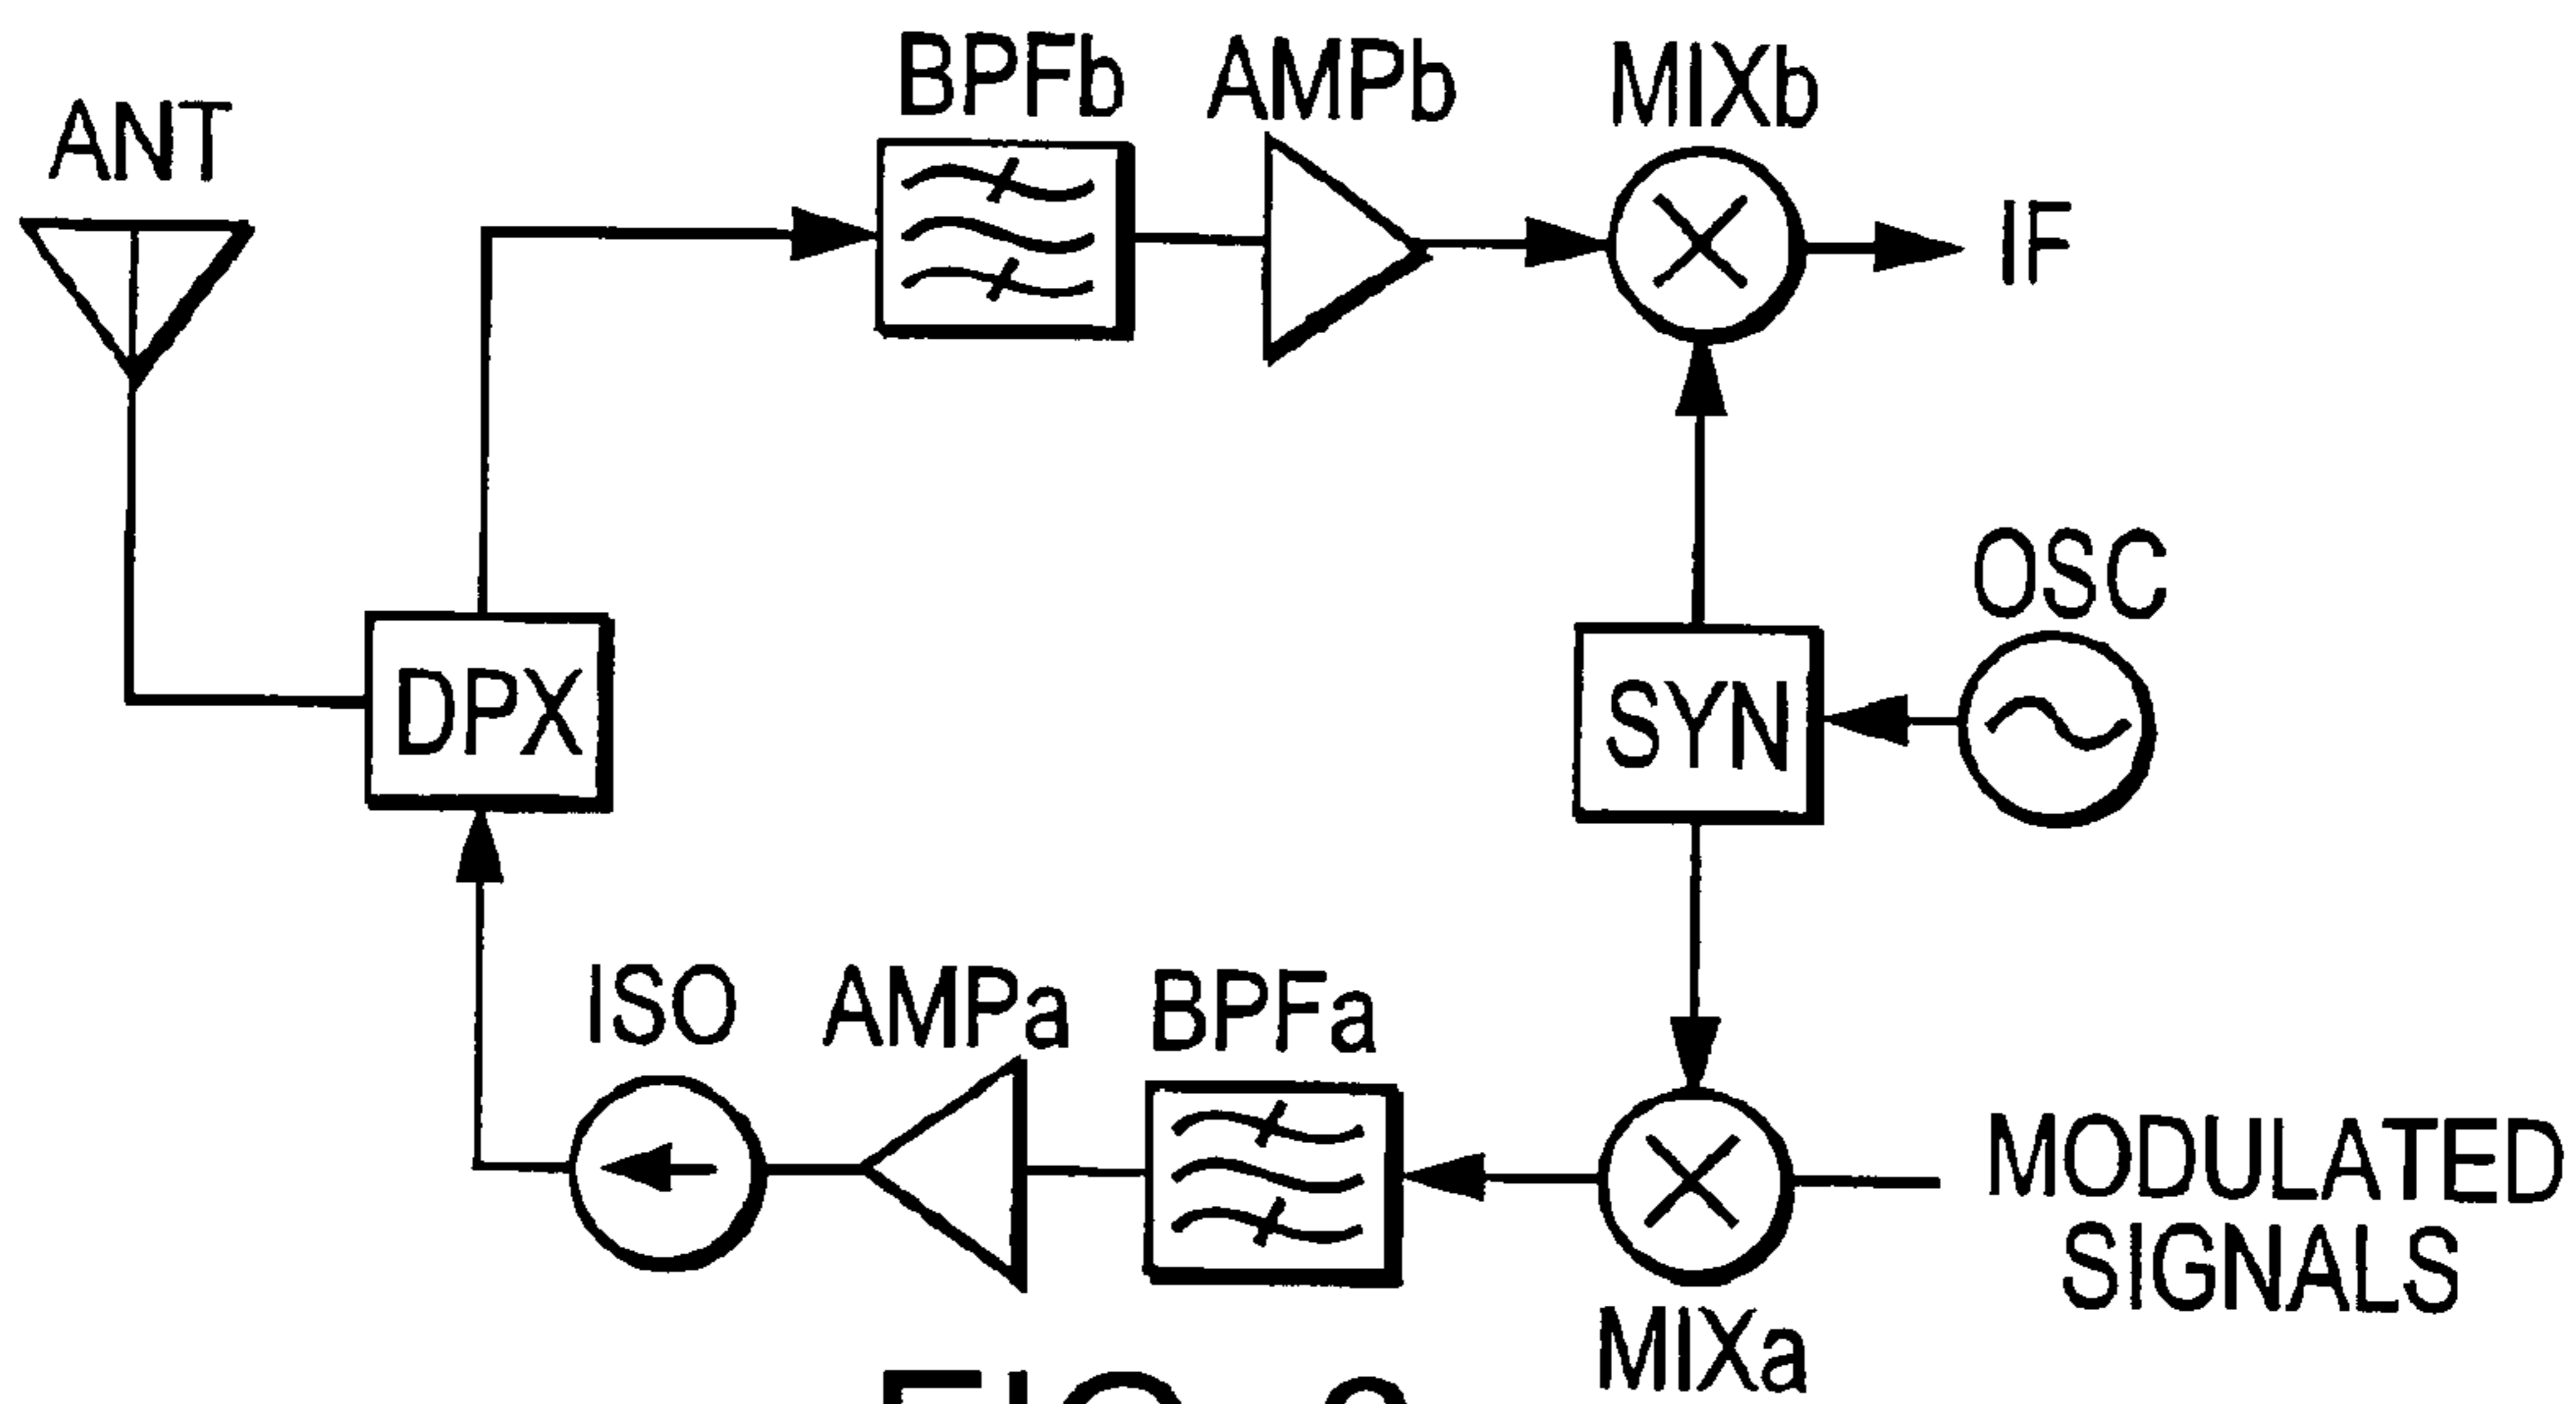 BPFb
AMPb
MIXb
ANT
IF
OSC
DPX
SYN
ISO
AMPa
BPFa
MODULATED
SIGNALS
MIXa